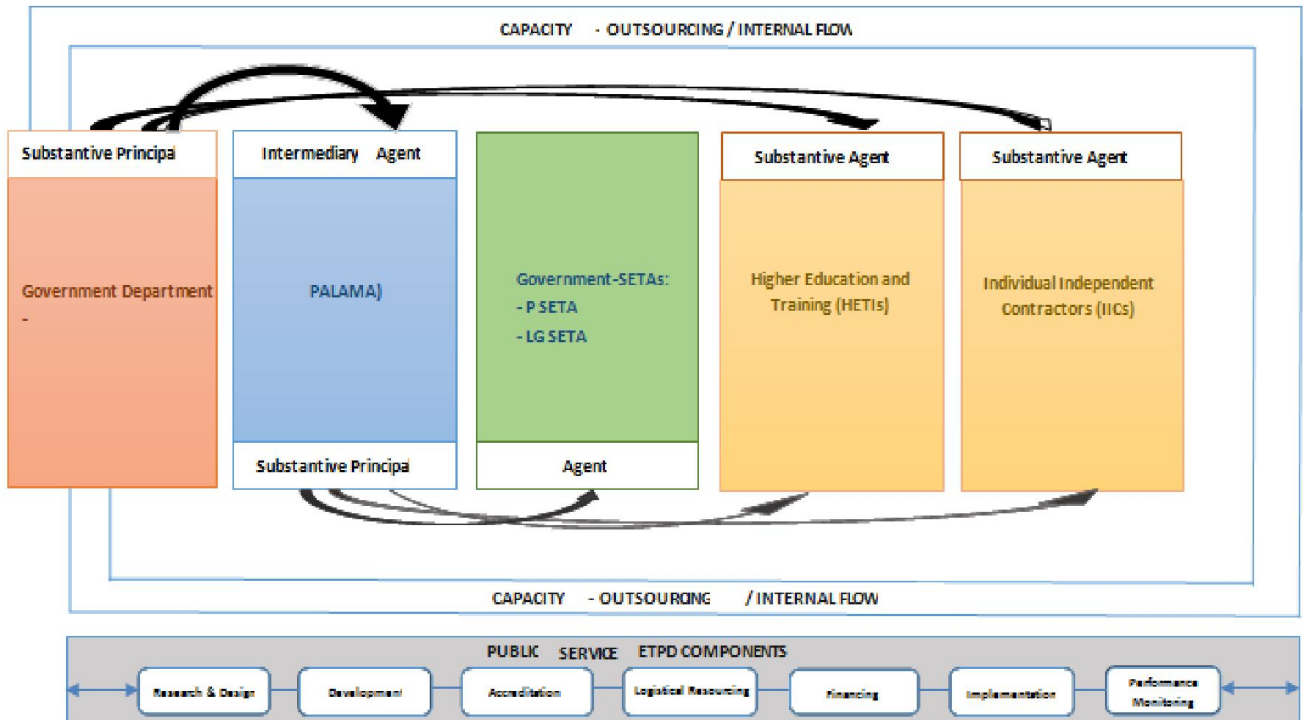 CAPACITY - OUTSOURCING / INTERNAL FLOW
Substantive Principal
Intermediary Agent
Substantive Agent
Substantive Agent
Government Department
-
PALAMA)
Government-SETAs:
- P SETA
- LG SETA
Higher Education and
Training (HETIs)
Individual Independent
Contractors (IICs)
Substantive Principal
Agent
CAPACITY - OUTSOURCING / INTERNAL FLOW
PUBLIC SERVICE ETPD COMPONENTS
Research & Design
Development
Accreditation
Logistical Resourcing
Financing
Implementation
Performance
Monitoring